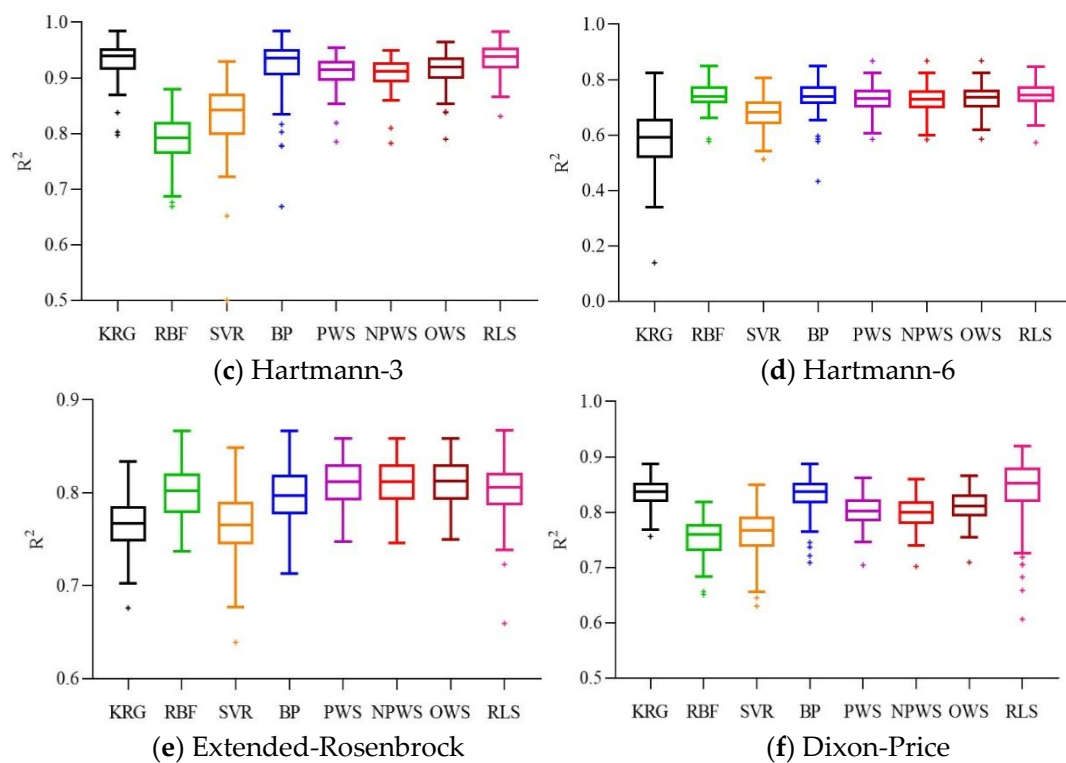 1.0
0.9
0.8
0.7
0.6
0.5
R²
KRG RBF SVR BP PWS NPWS OWS RLS
(c) Hartmann-3
1.0
0.8
0.6
0.4
0.2
0.0
R²
KRG RBF SVR BP PWS NPWS OWS RLS
(d) Hartmann-6
0.9
0.8
0.7
0.6
R²
KRG RBF SVR BP PWS NPWS OWS RLS
(e) Extended-Rosenbrock
1.0
0.9
0.8
0.7
0.6
0.5
R²
KRG RBF SVR BP PWS NPWS OWS RLS
(f) Dixon-Price